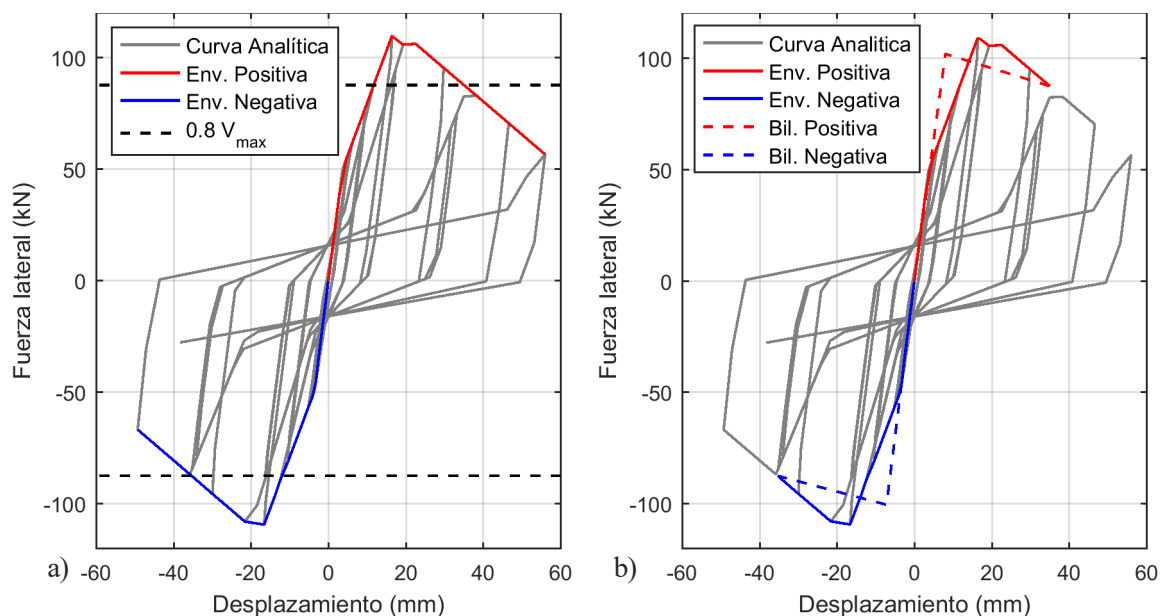 Curva Analítica
Env. Positiva
Env. Negativa
0.8 V_max
100
50
0
-50
-100
Fuerza lateral (kN)
-60 -40 -20 0 20 40 60
Desplazamiento (mm)
a)
Curva Analitica
Env. Positiva
Env. Negativa
Bil. Positiva
Bil. Negativa
100
50
0
-50
-100
Fuerza lateral (kN)
-60 -40 -20 0 20 40 60
Desplazamiento (mm)
b)